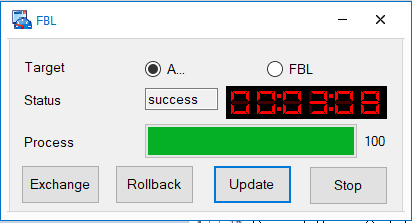 FBL
Target A... FBL
Status success 00:03:09
Process 100
Exchange Rollback Update Stop